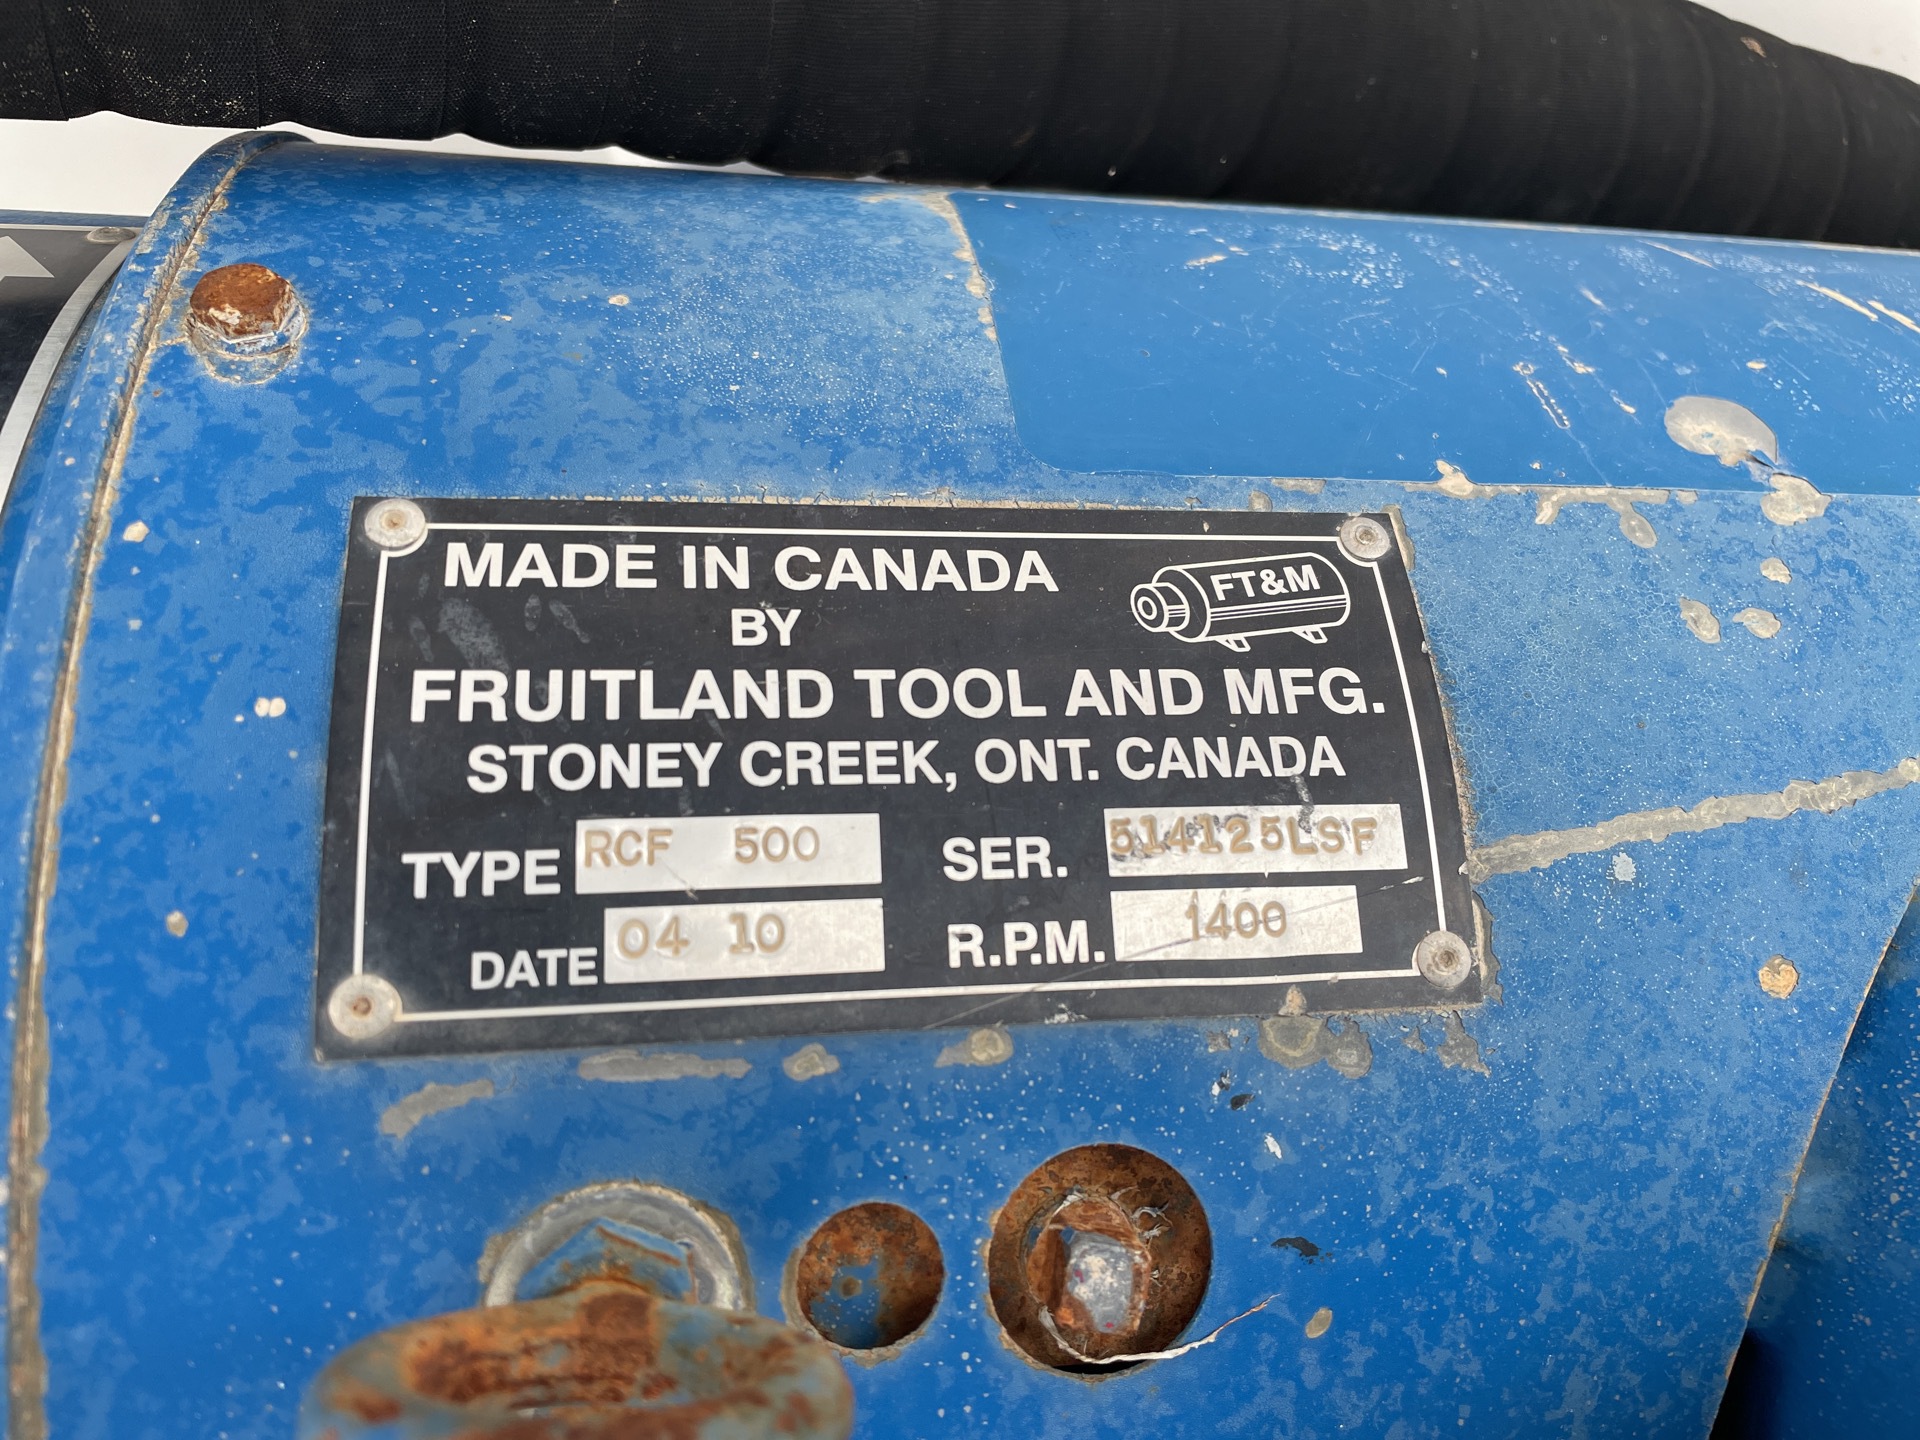 MADE IN CANADA
FT&M
BY
FRUITLAND TOOL AND MFG.
STONEY CREEK, ONT. CANADA
TYPE RCF 500 SER. 514125LSF
DATE 04 10 R.P.M. 1400